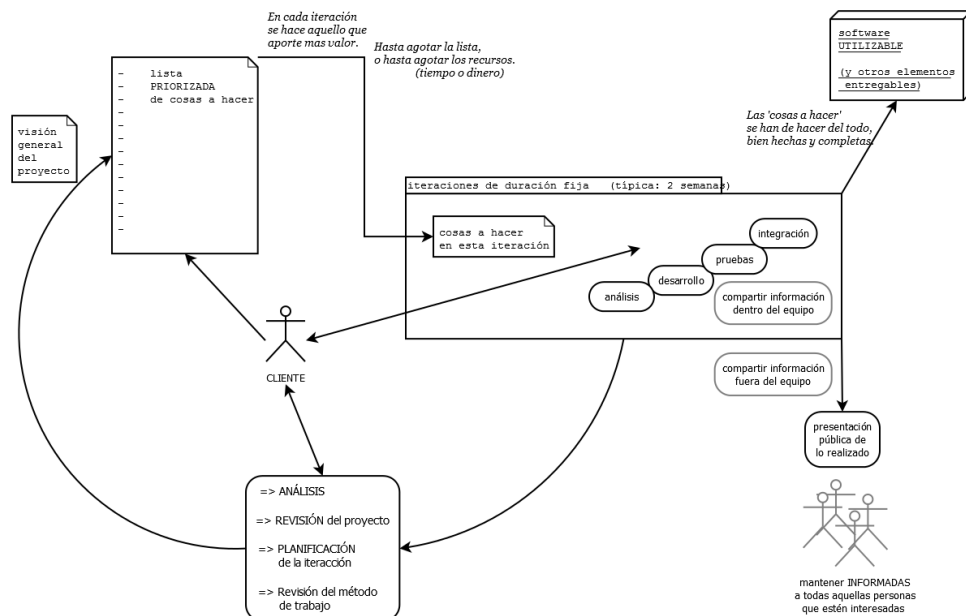 En cada iteración
se hace aquello que
aporte mas valor.
Hasta agotar la lista,
o hasta agotar los recursos.
(tiempo o dinero)
software
UTILIZABLE
(y otros elementos
entregables)
- lista
- PRIORIZADA
- de cosas a hacer
-
-
-
-
-
-
-
-
-
-
visión
general
del
proyecto
Las 'cosas a hacer'
se han de hacer del todo,
bien hechas y completas.
iteraciones de duración fija (típica: 2 semanas)
cosas a hacer
en esta iteración
integración
pruebas
desarrollo
análisis
compartir información
dentro del equipo
CLIENTE
compartir información
fuera del equipo
presentación
pública de
lo realizado
=> ANÁLISIS
=> REVISIÓN del proyecto
=> PLANIFICACIÓN
de la iteracción
=> Revisión del método
de trabajo
mantener INFORMADAS
a todas aquellas personas
que estén interesadas